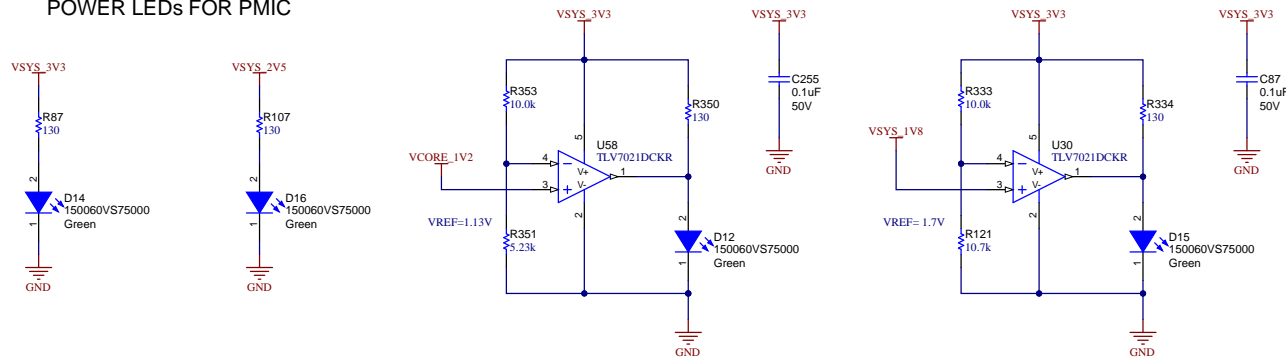 POWER LEDs FOR PMIC
VSYS_3V3
R87
130
2
D14
150060VS75000
1
Green
GND
VSYS_2V5
R107
130
2
D16
150060VS75000
1
Green
GND
VSYS_3V3
R353
10.0k
R350
130
5
U58
TLV7021DCKR
VCORE_1V2
4
V+
1
3
V-
2
VREF=1.13V
R351
5.23k
2
D12
150060VS75000
1
Green
GND
VSYS_3V3
C255
0.1uF
50V
GND
VSYS_3V3
R333
10.0k
R334
130
5
U30
TLV7021DCKR
VSYS_1V8
4
V+
1
3
V-
2
VREF= 1.7V
R121
10.7k
2
D15
150060VS75000
1
Green
GND
VSYS_3V3
C87
0.1uF
50V
GND